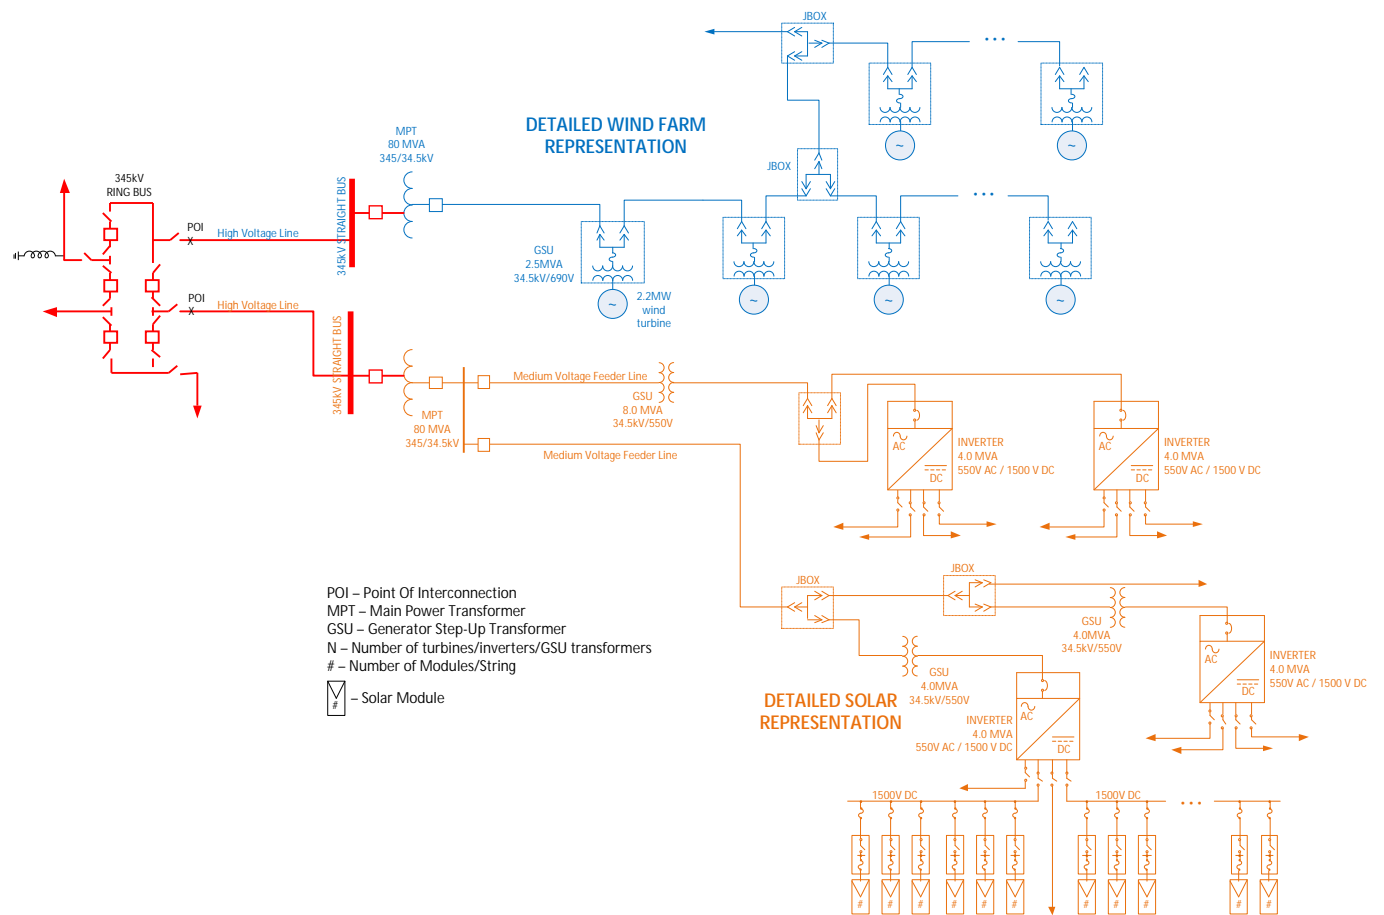 JBOX
DETAILED WIND FARM
REPRESENTATION
MPT
80 MVA
345/34.5kV
JBOX
345kV
RING BUS
345kV STRAIGHT BUS
POI
X
High Voltage Line
GSU
2.5MVA
34.5kV/690V
2.2MW
wind
turbine
POI
X
High Voltage Line
345kV STRAIGHT BUS
MPT
80 MVA
345/34.5kV
Medium Voltage Feeder Line
GSU
8.0 MVA
34.5kV/550V
Medium Voltage Feeder Line
AC
DC
INVERTER
4.0 MVA
550V AC / 1500 V DC
AC
DC
INVERTER
4.0 MVA
550V AC / 1500 V DC
JBOX
JBOX
GSU
4.0MVA
34.5kV/550V
AC
DC
INVERTER
4.0 MVA
550V AC / 1500 V DC
GSU
4.0MVA
34.5kV/550V
POI – Point Of Interconnection
MPT – Main Power Transformer
GSU – Generator Step-Up Transformer
N – Number of turbines/inverters/GSU transformers
# – Number of Modules/String
# – Solar Module
DETAILED SOLAR
REPRESENTATION
INVERTER
4.0 MVA
550V AC / 1500 V DC
AC
DC
1500V DC
1500V DC
# # # # # # # # # # #